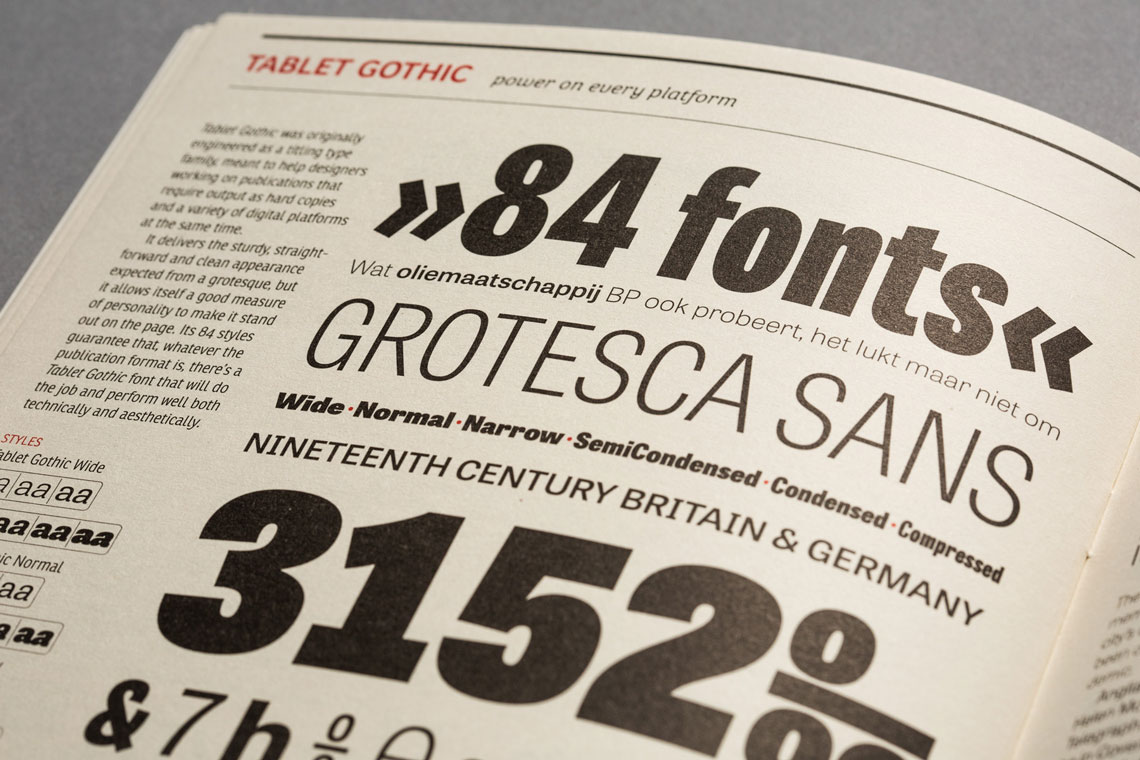 TABLET GOTHIC power on every platform
Tablet Gothic was originally
engineered as a titling type
family, meant to help designers
working on publications that
require output as hard copies
and a variety of digital platforms
at the same time.
It delivers the sturdy, straight-
forward and clean appearance
expected from a grotesque, but
it allows itself a good measure
of personality to make it stand
out on the page. Its 84 styles
guarantee that, whatever the
publication format is, there's a
Tablet Gothic font that will do
the job and perform well both
technically and aesthetically.
STYLES
Tablet Gothic Wide
a aa aa
aa aa aa
ic Normal
aa
a aa
»84 fonts«
Wat oliemaatschappij BP ook probeert, het lukt maar niet om
GROTESCA SANS
Wide·Normal·Narrow·SemiCondensed·Condensed·Compressed
NINETEENTH CENTURY BRITAIN & GERMANY
3152º
& 7 h º